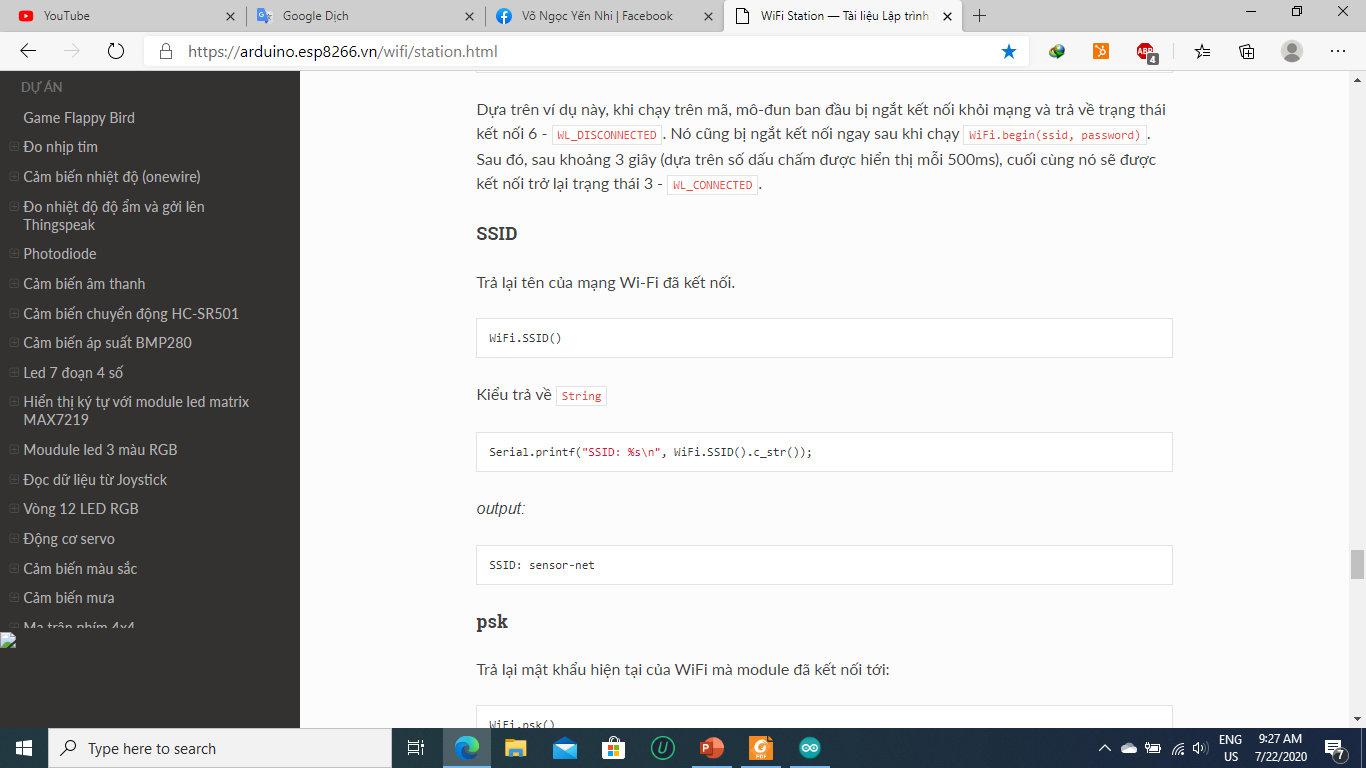 YouTube
Google Dịch
Võ Ngọc Yến Nhi | Facebook
WiFi Station — Tài liệu Lập trình
https://arduino.esp8266.vn/wifi/station.html
ABP
4
DỰ ÁN
Game Flappy Bird
Đo nhịp tim
Cảm biến nhiệt độ (onewire)
Đo nhiệt độ độ ẩm và gởi lên
Thingspeak
Photodiode
Cảm biến âm thanh
Cảm biến chuyển động HC-SR501
Cảm biến áp suất BMP280
Led 7 đoạn 4 số
Hiển thị ký tự với module led matrix
MAX7219
Moudule led 3 màu RGB
Đọc dữ liệu từ Joystick
Vòng 12 LED RGB
Động cơ servo
Cảm biến màu sắc
Cảm biến mưa
Ma trận phím 4x4
Dựa trên ví dụ này, khi chạy trên mã, mô-đun ban đầu bị ngắt kết nối khỏi mạng và trả về trạng thái
kết nối 6 - WL_DISCONNECTED. Nó cũng bị ngắt kết nối ngay sau khi chạy WiFi.begin(ssid, password).
Sau đó, sau khoảng 3 giây (dựa trên số dấu chấm được hiển thị mỗi 500ms), cuối cùng nó sẽ được
kết nối trở lại trạng thái 3 - WL_CONNECTED.
SSID
Trả lại tên của mạng Wi-Fi đã kết nối.
WiFi.SSID()
Kiểu trả về String
Serial.printf("SSID: %s\n", WiFi.SSID().c_str());
output:
SSID: sensor-net
psk
Trả lại mật khẩu hiện tại của WiFi mà module đã kết nối tới:
WiFi.psk()
Type here to search
ENG
US
9:27 AM
7/22/2020
7